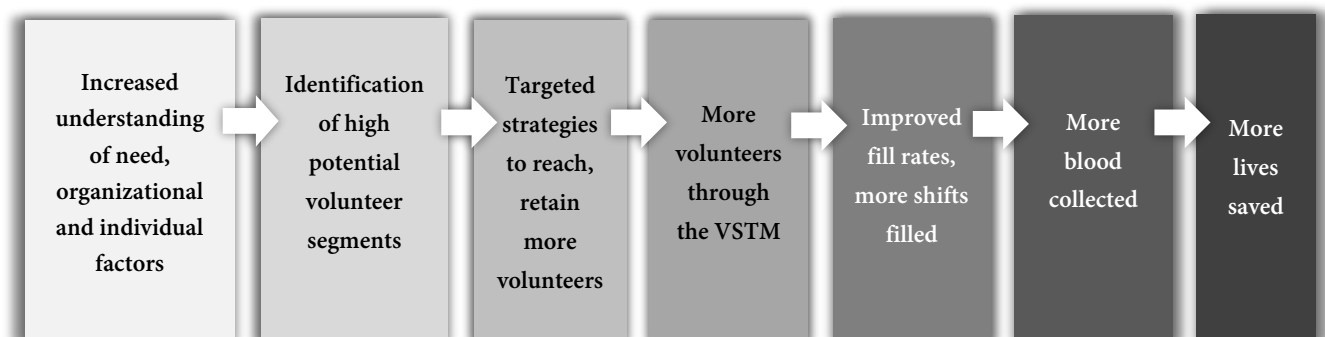 Increased
understanding
of need,
organizational
and individual
factors
Identification
of high
potential
volunteer
segments
Targeted
strategies
to reach,
retain
more
volunteers
More
volunteers
through
the VSTM
Improved
fill rates,
more shifts
filled
More
blood
collected
More
lives
saved